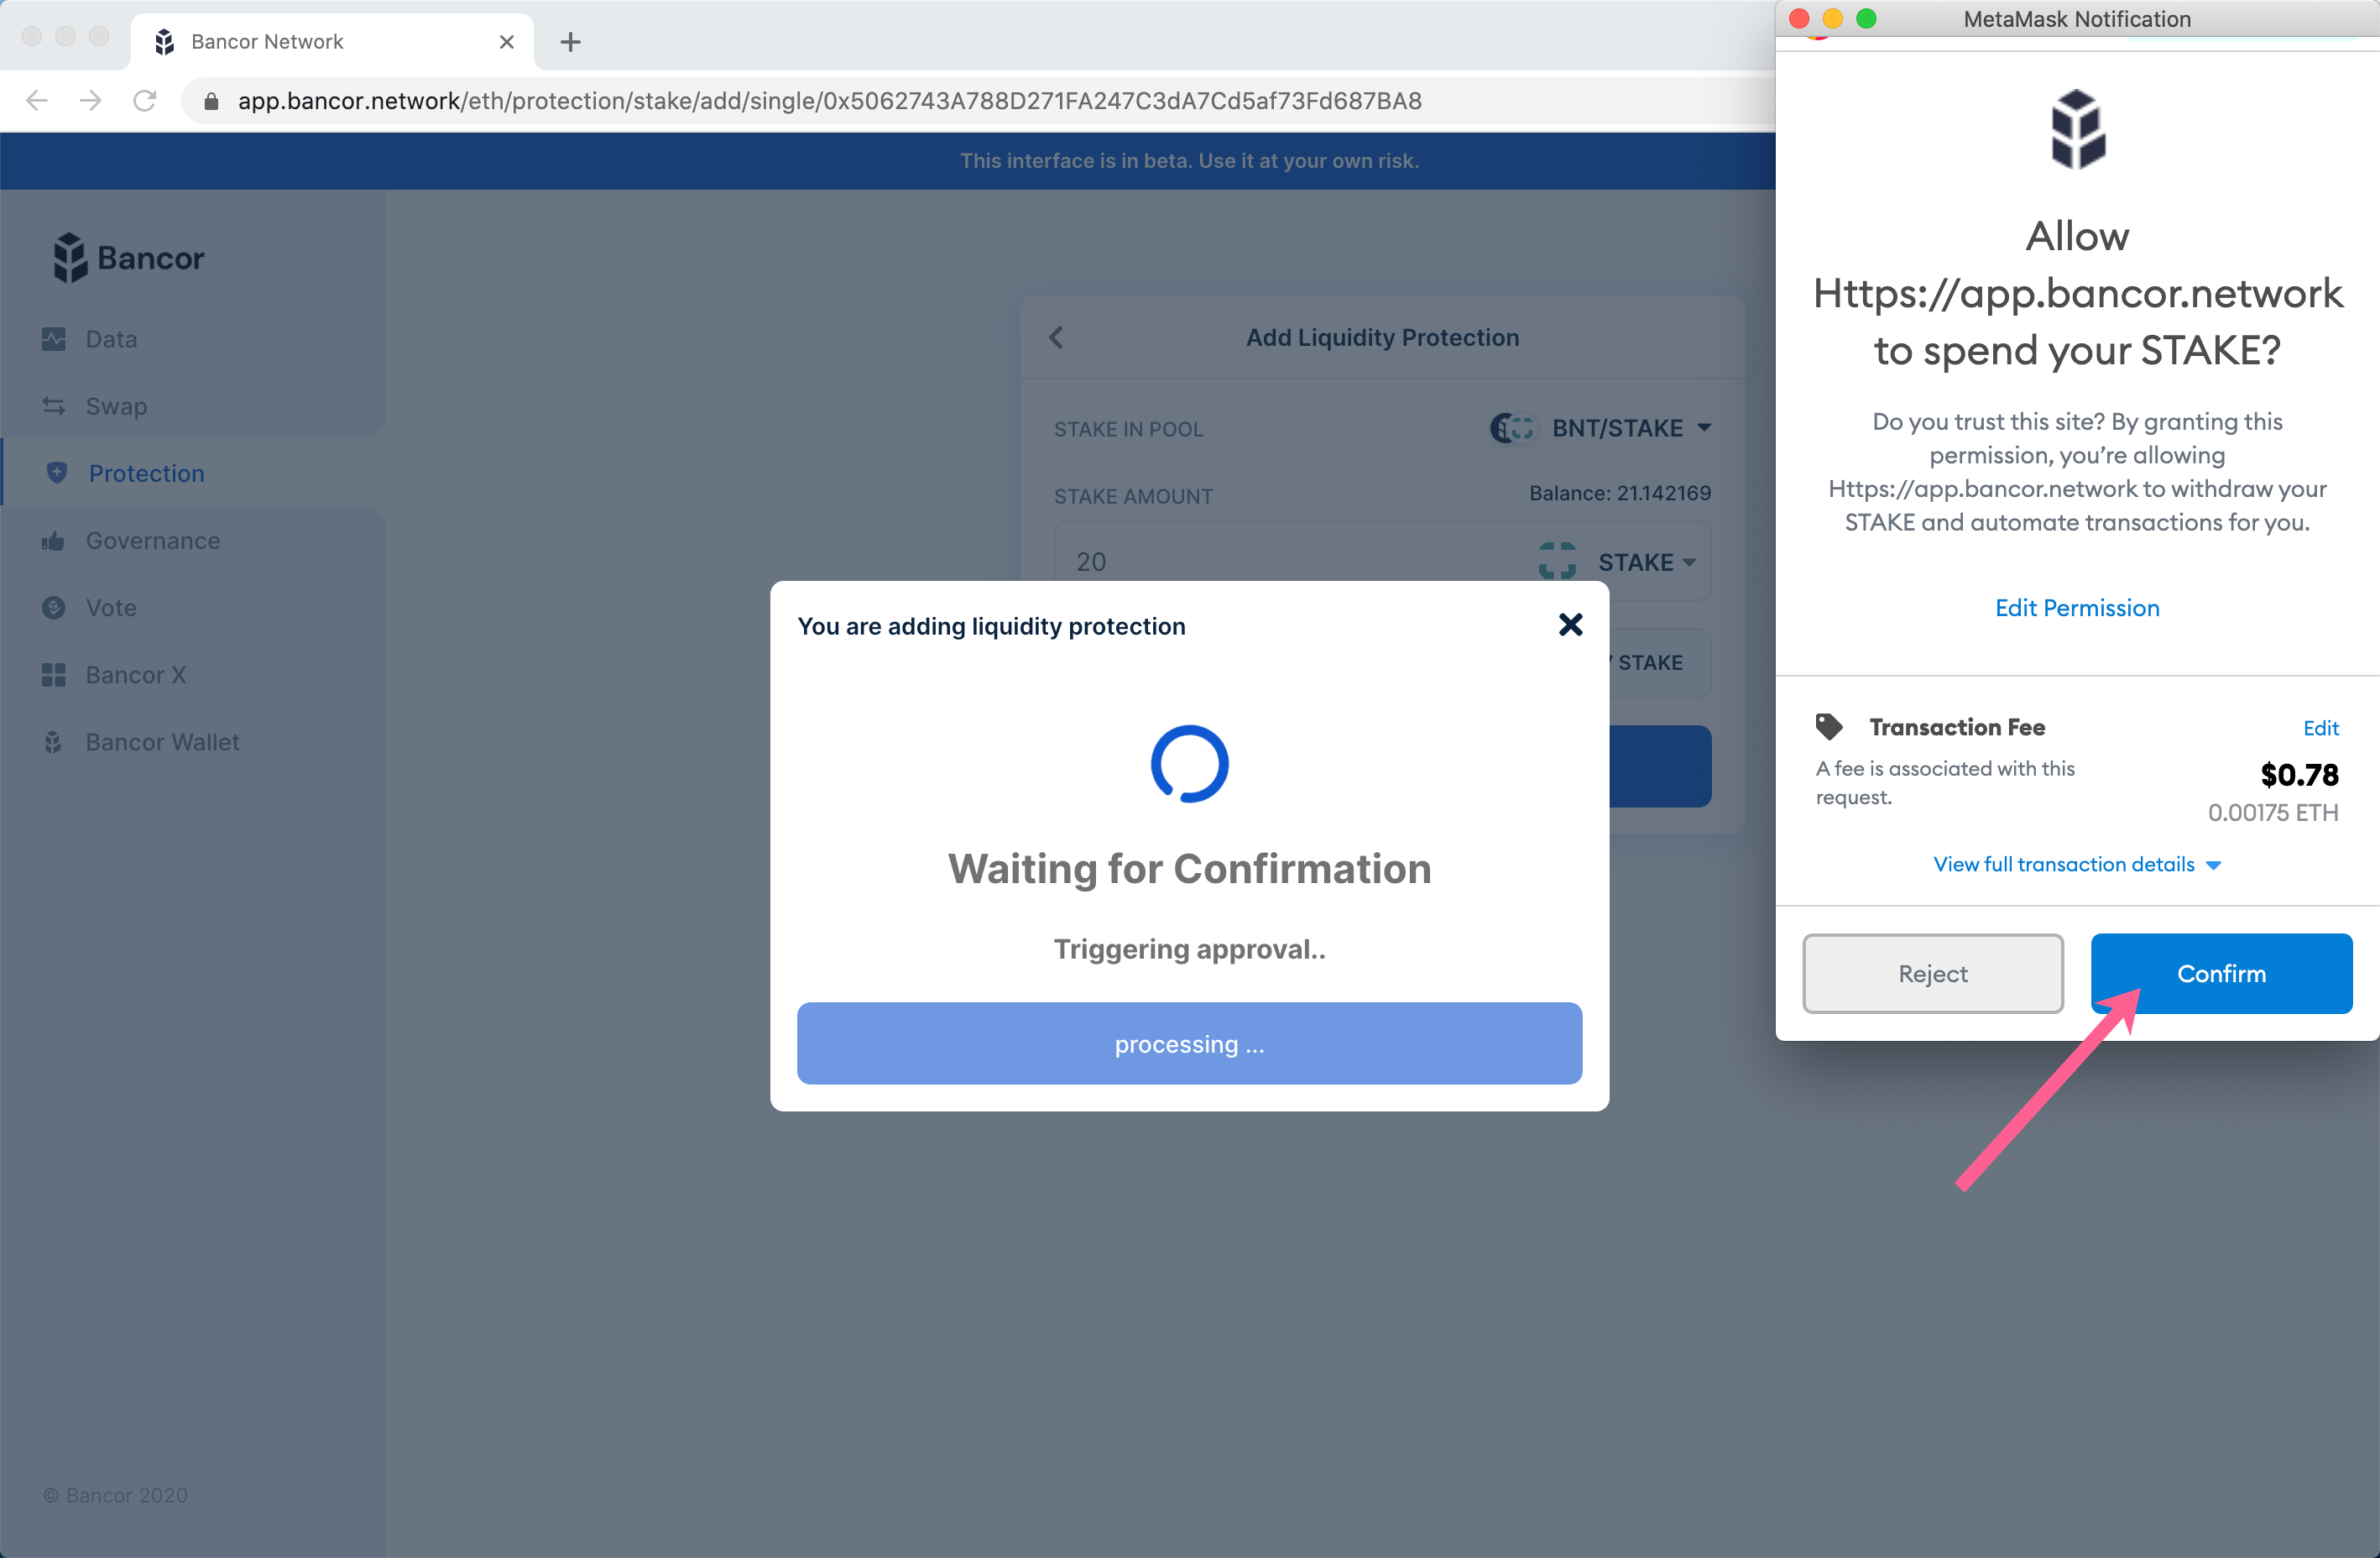 Bancor Network
app.bancor.network/eth/protection/stake/add/single/0x5062743A788D271FA247C3dA7Cd5af73Fd687BA8
This interface is in beta. Use it at your own risk.
Bancor
Data
Swap
Protection
Governance
Vote
Bancor X
Bancor Wallet
© Bancor 2020
Add Liquidity Protection
STAKE IN POOL
BNT/STAKE
STAKE AMOUNT
Balance: 21.142169
20
STAKE
STAKE
You are adding liquidity protection
Waiting for Confirmation
Triggering approval..
processing ...
MetaMask Notification
Allow
Https://app.bancor.network
to spend your STAKE?
Do you trust this site? By granting this
permission, you’re allowing
Https://app.bancor.network to withdraw your
STAKE and automate transactions for you.
Edit Permission
Transaction Fee
Edit
A fee is associated with this
request.
$0.78
0.00175 ETH
View full transaction details
Reject
Confirm